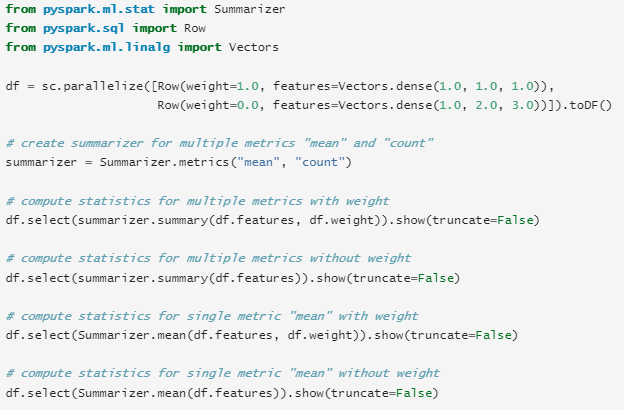 from pyspark.ml.stat import Summarizer
from pyspark.sql import Row
from pyspark.ml.linalg import Vectors

df = sc.parallelize([Row(weight=1.0, features=Vectors.dense(1.0, 1.0, 1.0)),
                     Row(weight=0.0, features=Vectors.dense(1.0, 2.0, 3.0))]).toDF()

# create summarizer for multiple metrics "mean" and "count"
summarizer = Summarizer.metrics("mean", "count")

# compute statistics for multiple metrics with weight
df.select(summarizer.summary(df.features, df.weight)).show(truncate=False)

# compute statistics for multiple metrics without weight
df.select(summarizer.summary(df.features)).show(truncate=False)

# compute statistics for single metric "mean" with weight
df.select(Summarizer.mean(df.features, df.weight)).show(truncate=False)

# compute statistics for single metric "mean" without weight
df.select(Summarizer.mean(df.features)).show(truncate=False)